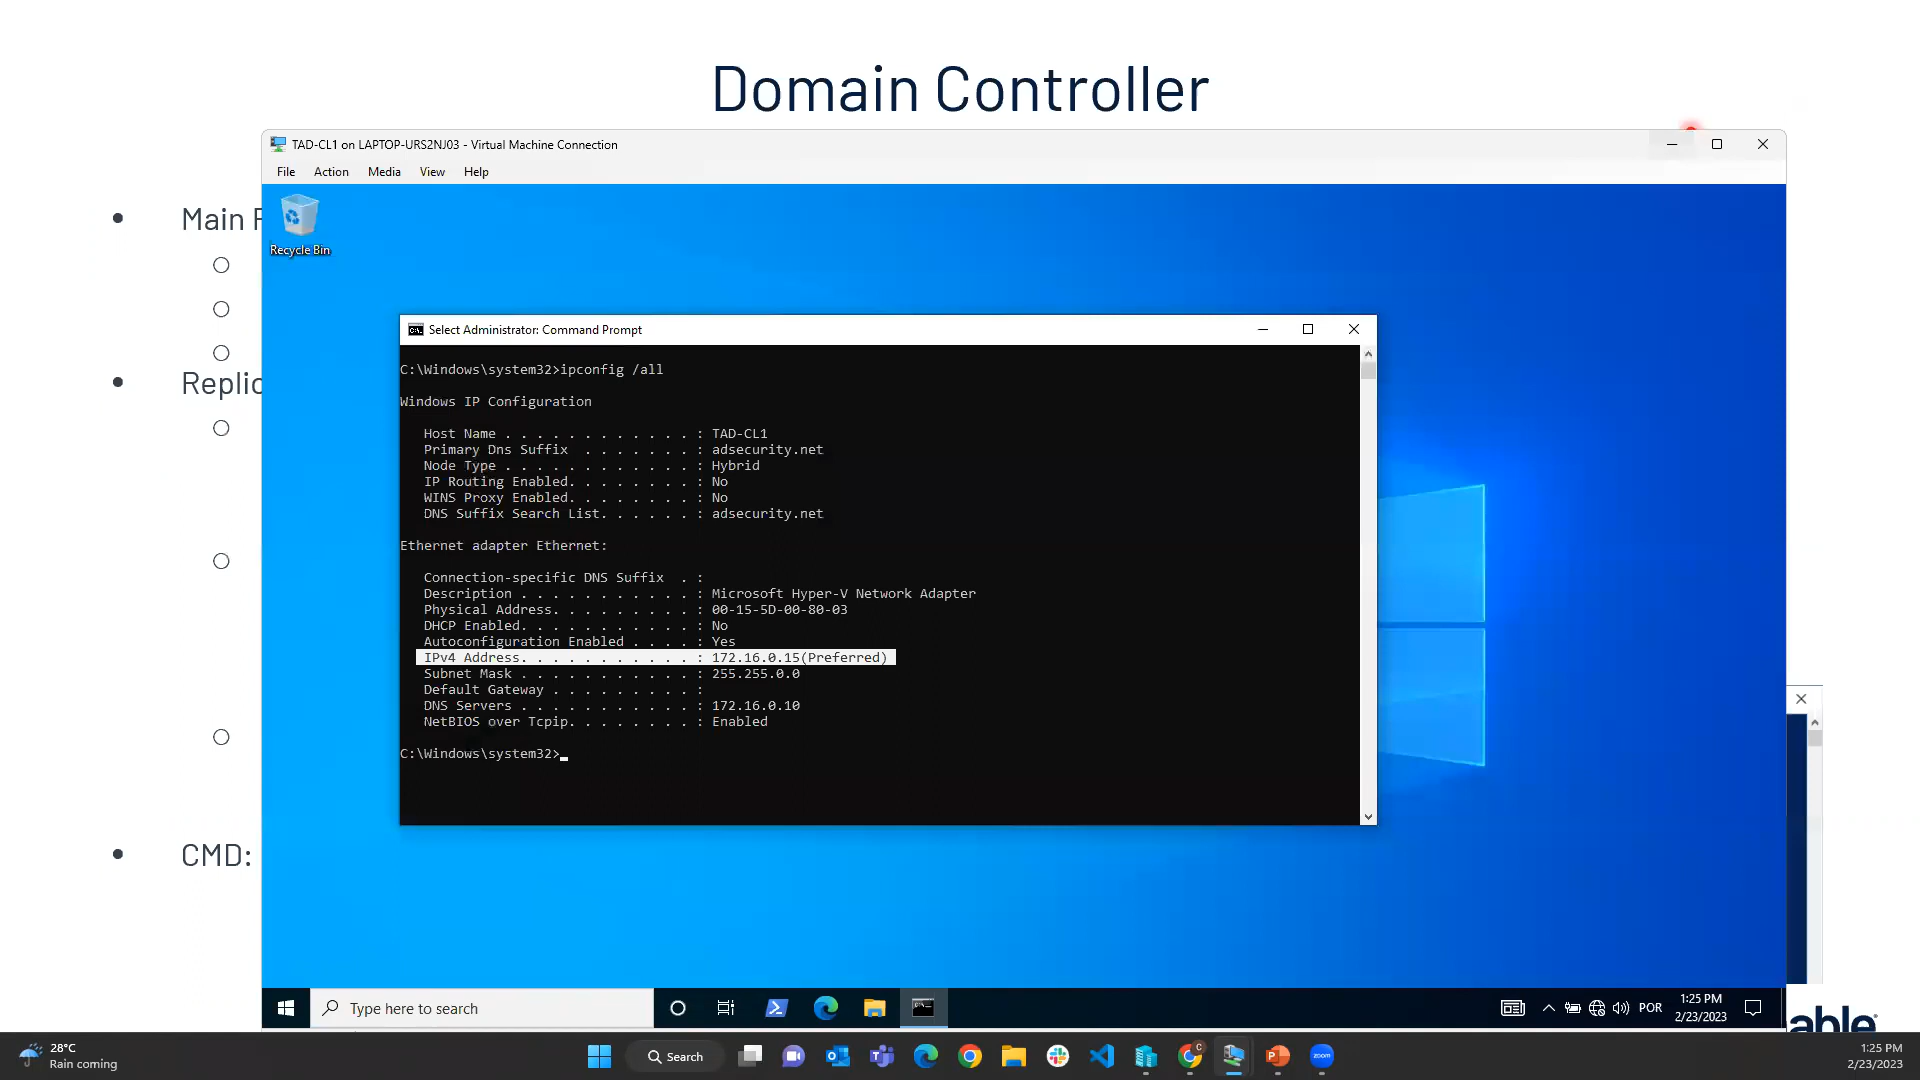 Domain Controller
TAD-CL1 on LAPTOP-URS2NJ03 - Virtual Machine Connection
File Action Media View Help
Main
Recycle Bin
Select Administrator: Command Prompt
C:\Windows\system32>ipconfig /all
Windows IP Configuration
Host Name . . . . . . . . . . . . : TAD-CL1
Primary Dns Suffix  . . . . . . . : adsecurity.net
Node Type . . . . . . . . . . . . : Hybrid
IP Routing Enabled. . . . . . . . : No
WINS Proxy Enabled. . . . . . . . : No
DNS Suffix Search List. . . . . . : adsecurity.net
Replic
Ethernet adapter Ethernet:
Connection-specific DNS Suffix  . :
Description . . . . . . . . . . . : Microsoft Hyper-V Network Adapter
Physical Address. . . . . . . . . : 00-15-5D-00-80-03
DHCP Enabled. . . . . . . . . . . : No
Autoconfiguration Enabled . . . . : Yes
IPv4 Address. . . . . . . . . . . : 172.16.0.15(Preferred)
Subnet Mask . . . . . . . . . . . : 255.255.0.0
Default Gateway . . . . . . . . . :
DNS Servers . . . . . . . . . . . : 172.16.0.10
NetBIOS over Tcpip. . . . . . . . : Enabled
C:\Windows\system32>
CMD:
Type here to search
POR
1:25 PM
2/23/2023
able
28°C
Rain coming
Search
zoom
1:25 PM
2/23/2023